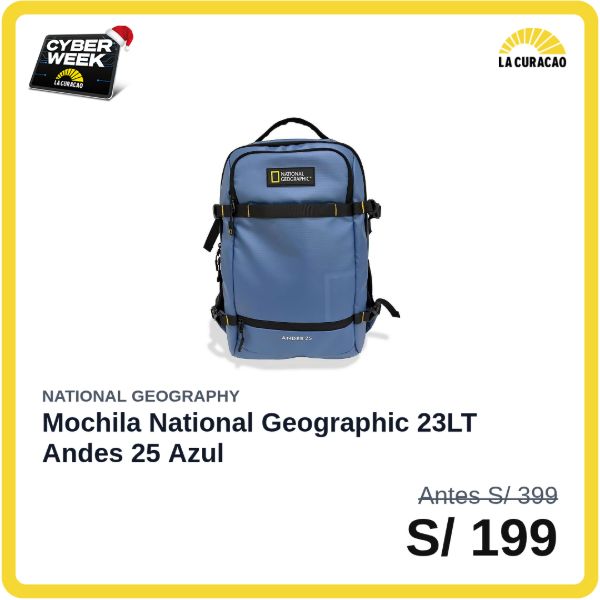 CYBER
WEEK
LA CURACAO
LA CURACAO
NATIONAL
GEOGRAPHIC
ANDES 25
NATIONAL GEOGRAPHY
Mochila National Geographic 23LT
Andes 25 Azul
Antes S/ 399
S/ 199